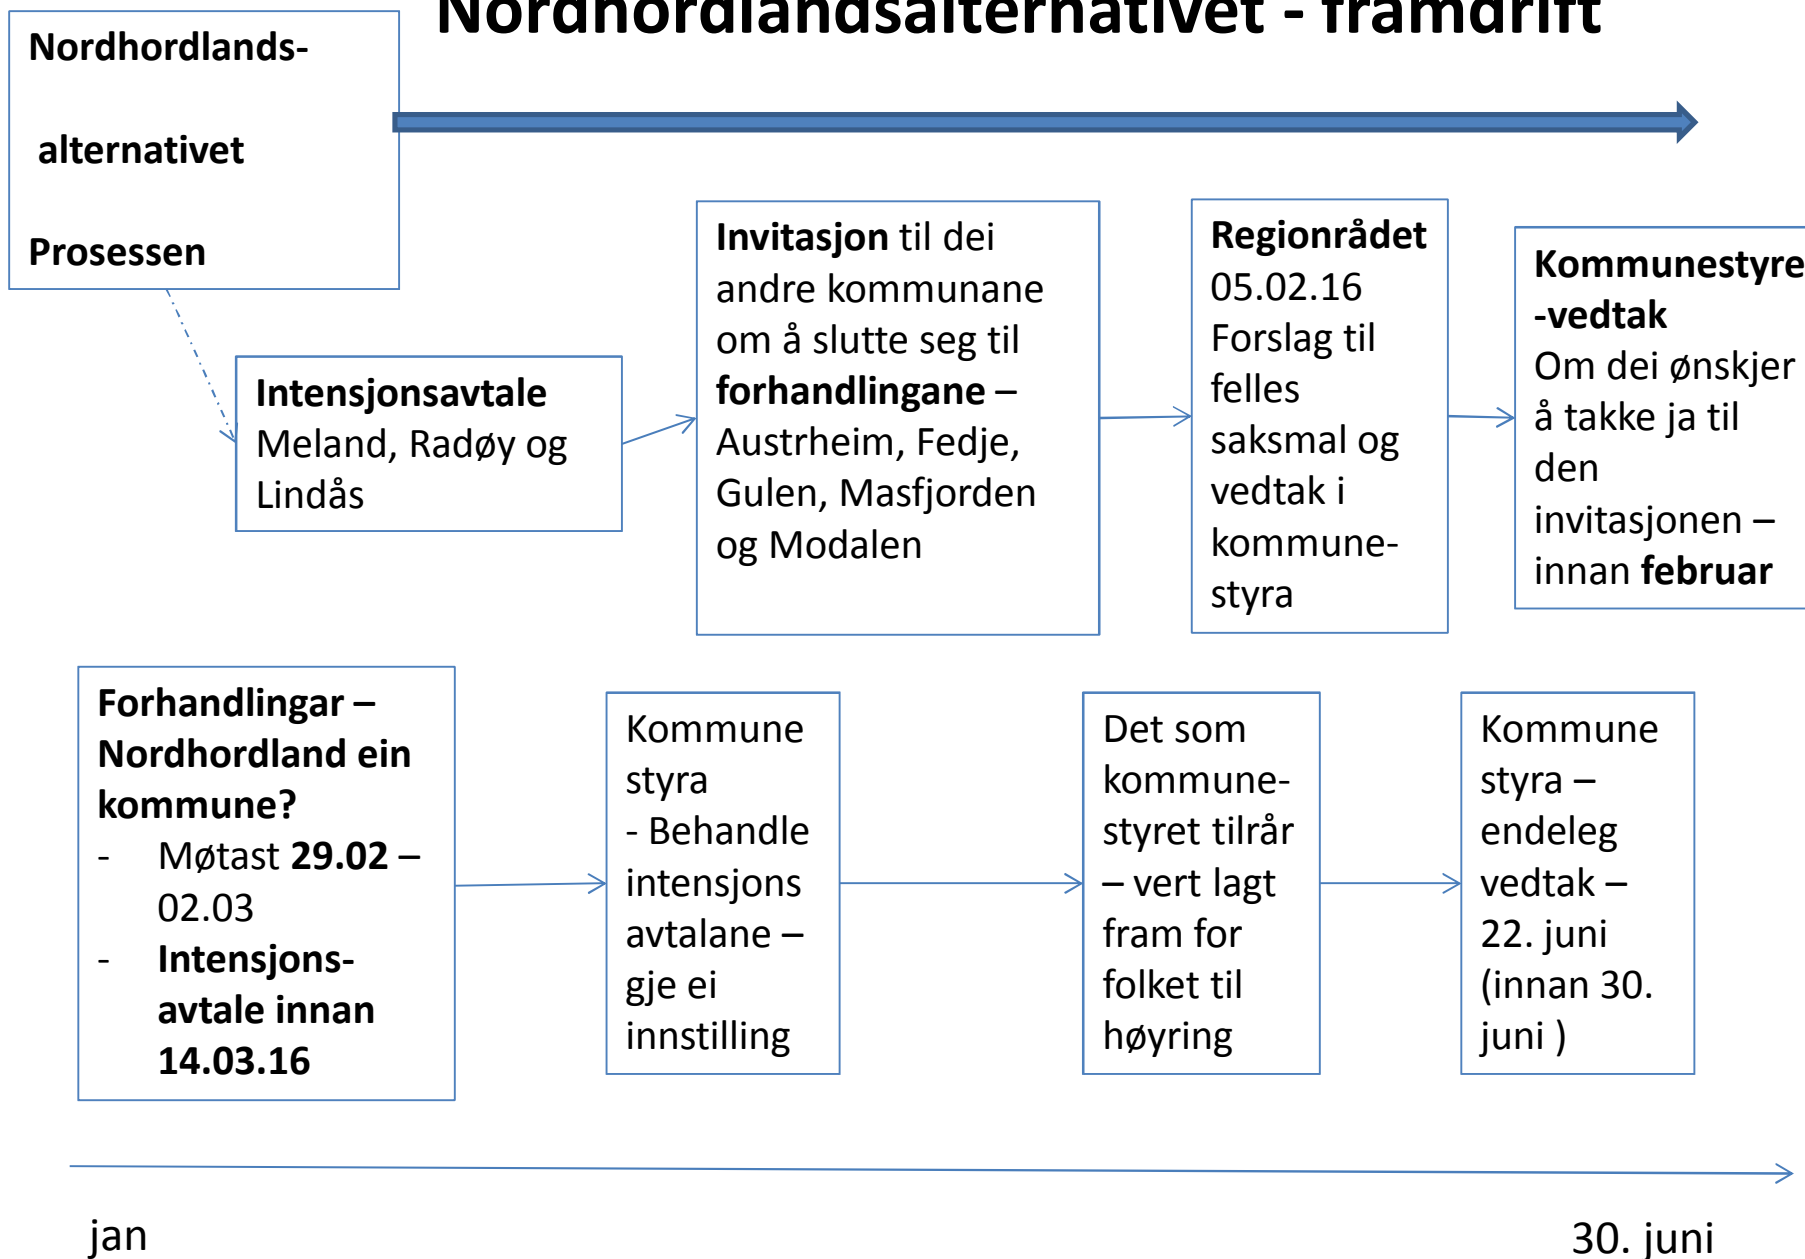 Nordhordlandsalternativet - framdrift
Nordhordlands-
alternativet
Prosessen
Intensjonsavtale
Meland, Radøy og
Lindås
Invitasjon til dei
andre kommunane
om å slutte seg til
forhandlingane –
Austrheim, Fedje,
Gulen, Masfjorden
og Modalen
Regionrådet
05.02.16
Forslag til
felles
saksmal og
vedtak i
kommune-
styra
Kommunestyre
-vedtak
Om dei ønskjer
å takke ja til
den
invitasjonen –
innan februar
Forhandlingar –
Nordhordland ein
kommune?
- Møtast 29.02 –
02.03
- Intensjons-
avtale innan
14.03.16
Kommune
styra
- Behandle
intensjons
avtalane –
gje ei
innstilling
Det som
kommune-
styret tilrår
– vert lagt
fram for
folket til
høyring
Kommune
styra –
endeleg
vedtak –
22. juni
(innan 30.
juni )
jan
30. juni